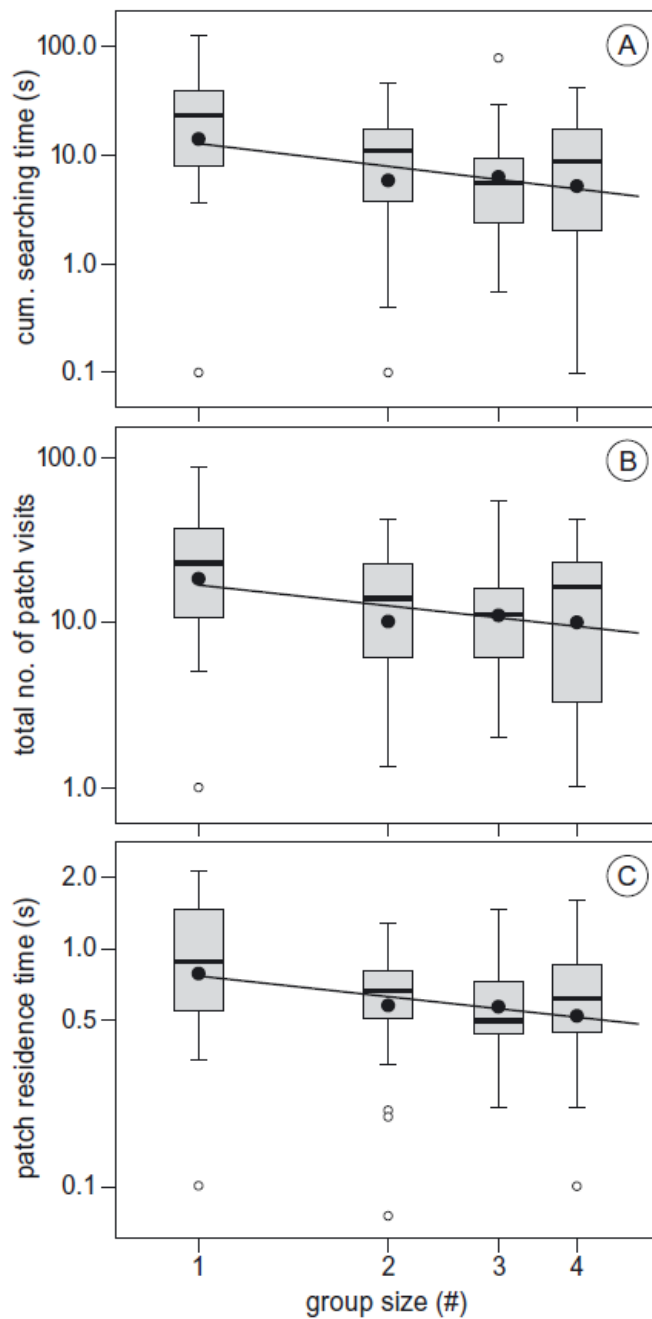 A
cum. searching time (s)
100.0
10.0
1.0
0.1
B
total no. of patch visits
100.0
10.0
1.0
C
patch residence time (s)
2.0
1.0
0.5
0.1
1 2 3 4
group size (#)